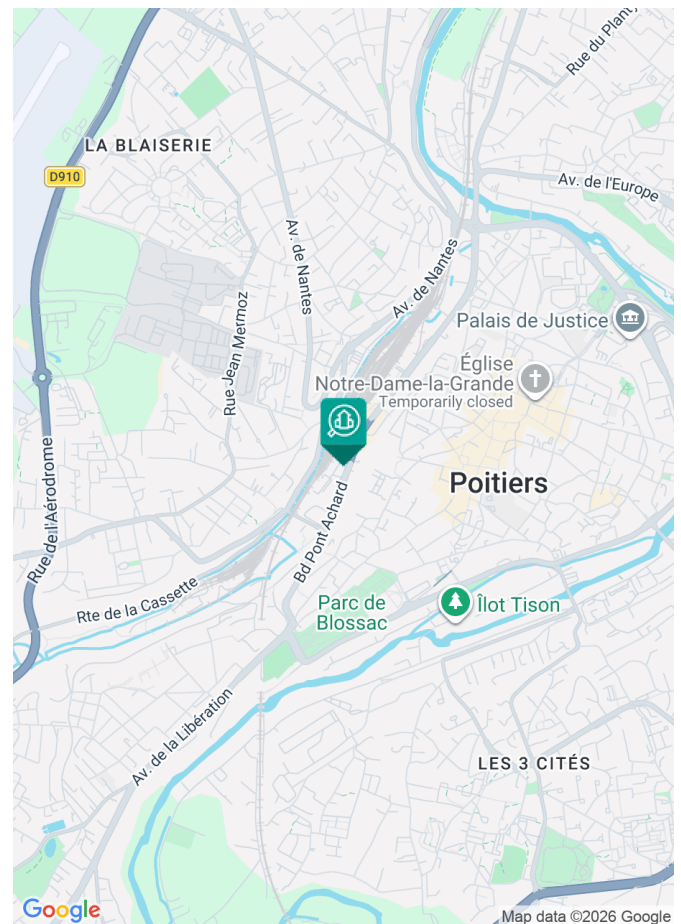 Rue du Plant
LA BLAISERIE
D910
Av. de l'Europe
Av. de Nantes
Av. de Nantes
Palais de Justice
Rue Jean Mermoz
Église
Notre-Dame-la-Grande
Temporarily closed
Poitiers
Rue de l'Aérodrome
Bd Pont Achard
Rte de la Cassette
Parc de
Blossac
Îlot Tison
Av. de la Libération
LES 3 CITÉS
Google
Map data ©2026 Google